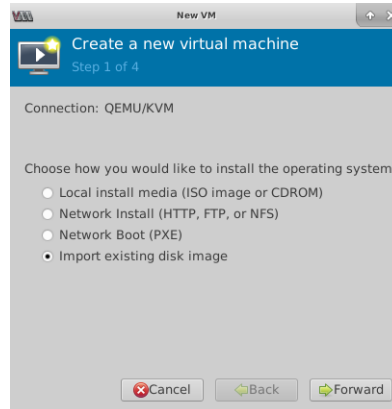 New VM
Create a new virtual machine
Step 1 of 4
Connection: QEMU/KVM
Choose how you would like to install the operating system
Local install media (ISO image or CDROM)
Network Install (HTTP, FTP, or NFS)
Network Boot (PXE)
Import existing disk image
Cancel
Back
Forward